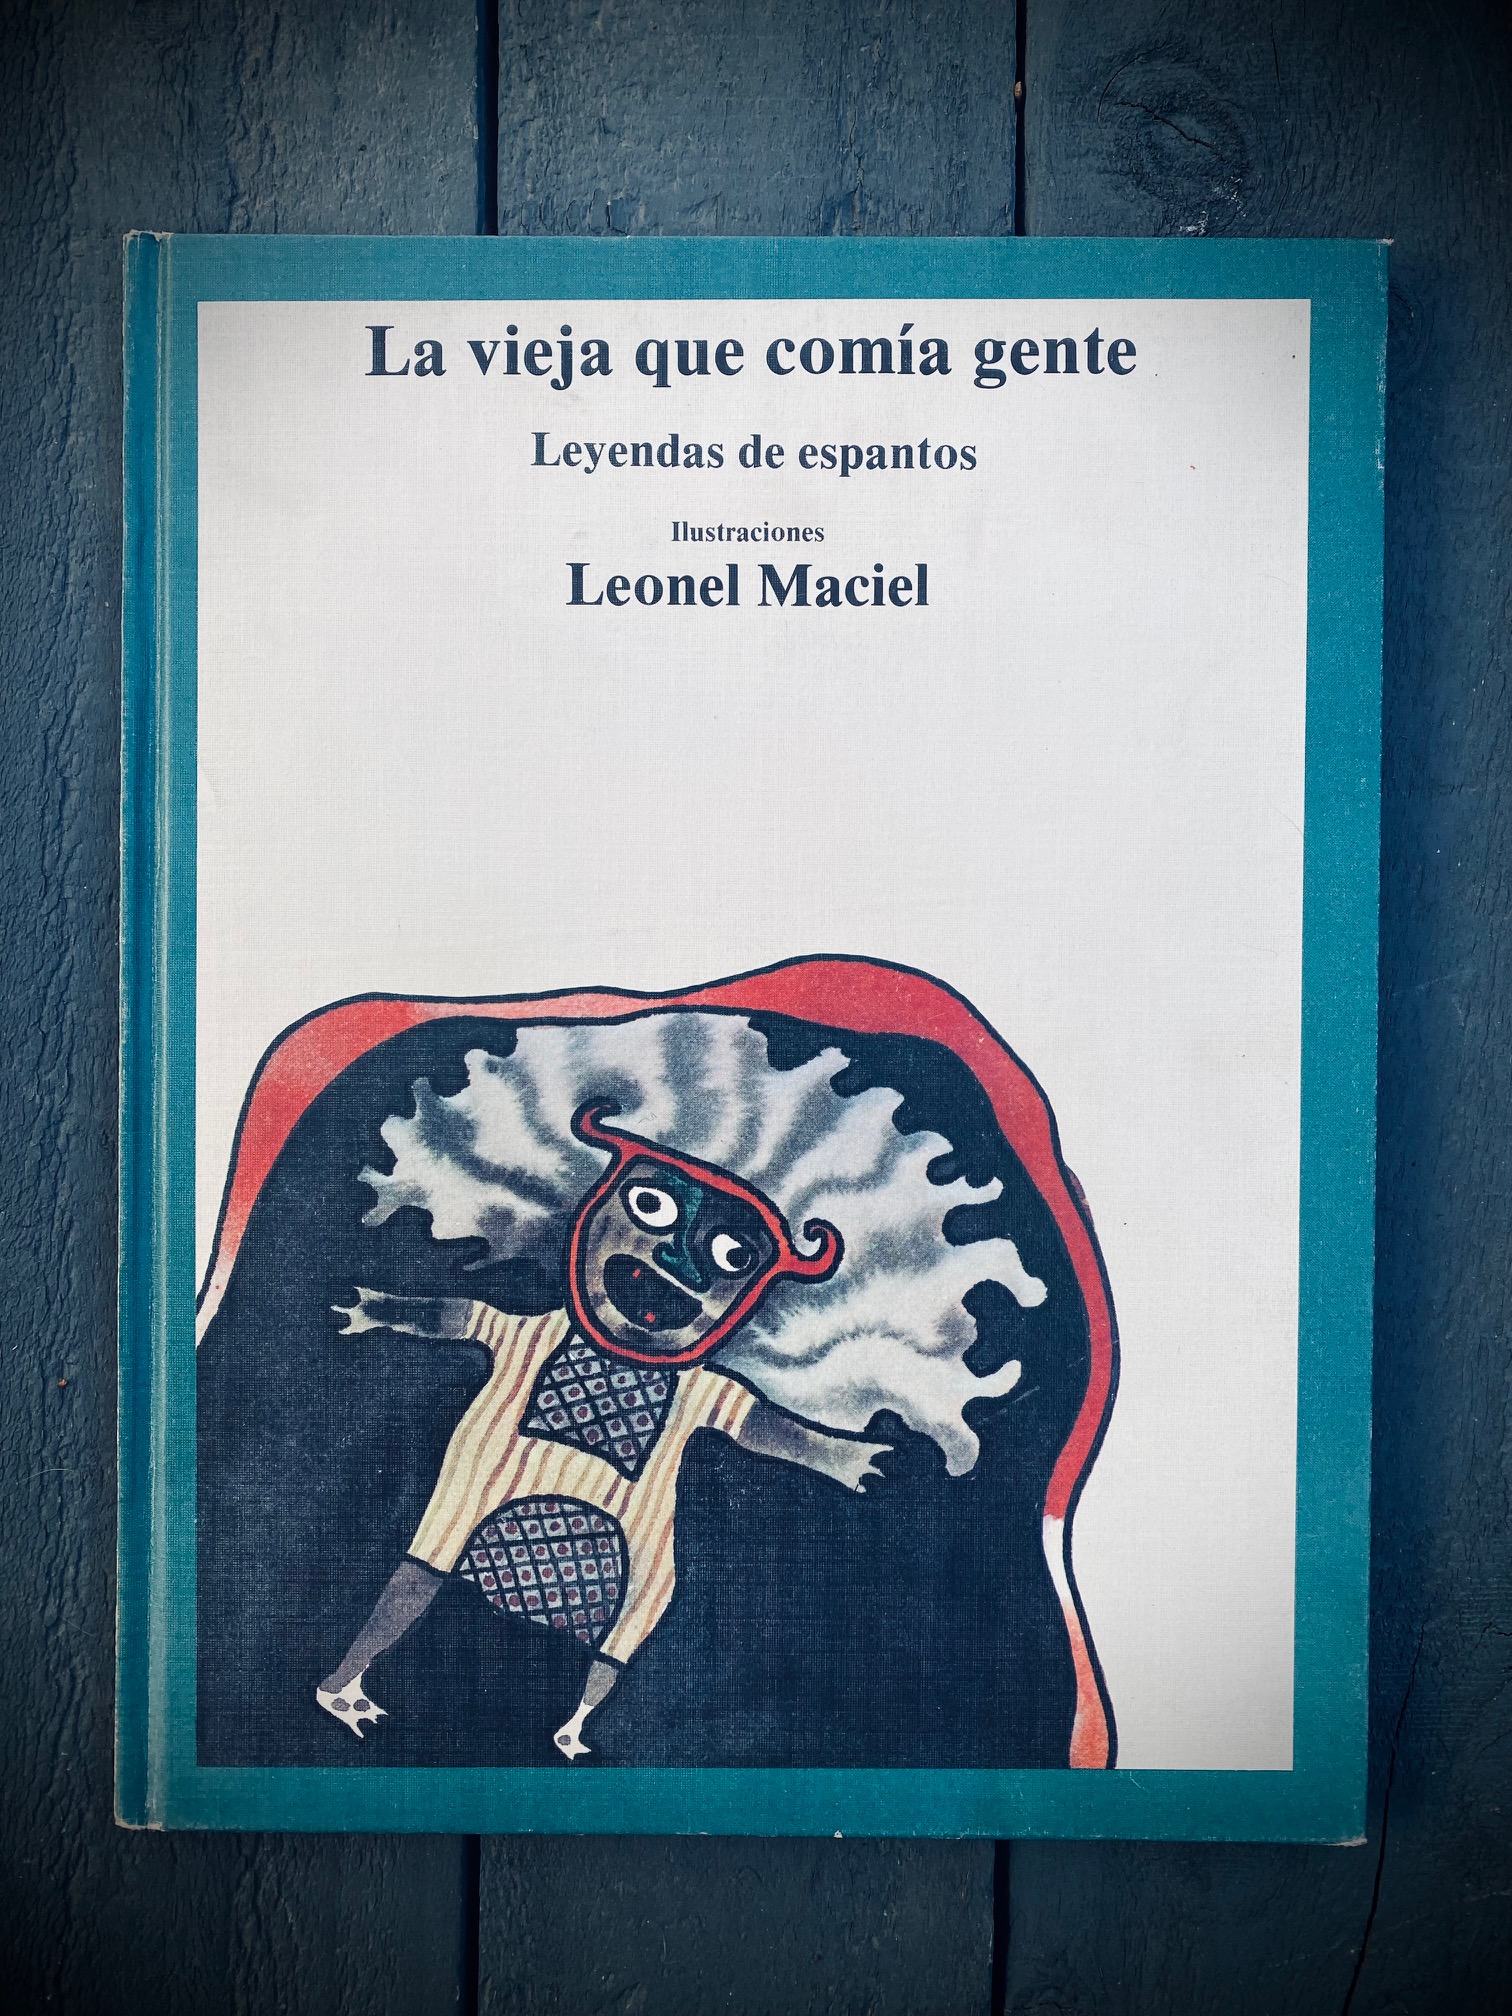 La vieja que comía gente
Leyendas de espantos
Ilustraciones
Leonel Maciel